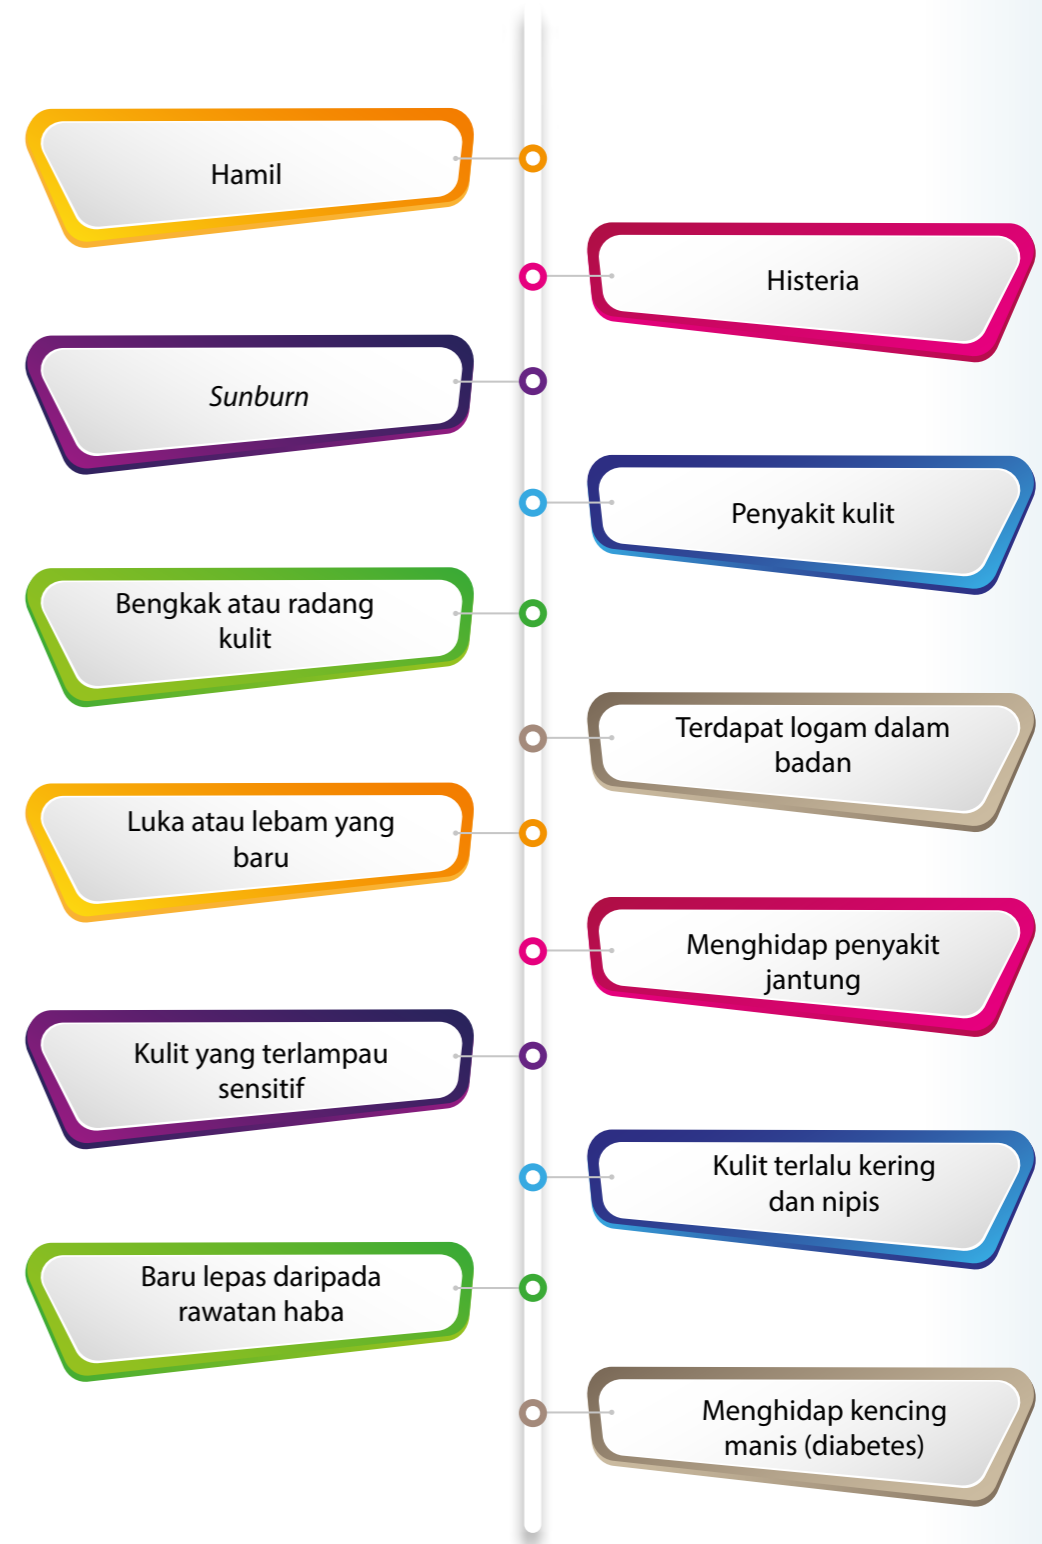 Hamil
Histeria
Sunburn
Penyakit kulit
Bengkak atau radang
kulit
Terdapat logam dalam
badan
Luka atau lebam yang
baru
Menghidap penyakit
jantung
Kulit yang terlampau
sensitif
Kulit terlalu kering
dan nipis
Baru lepas daripada
rawatan haba
Menghidap kencing
manis (diabetes)